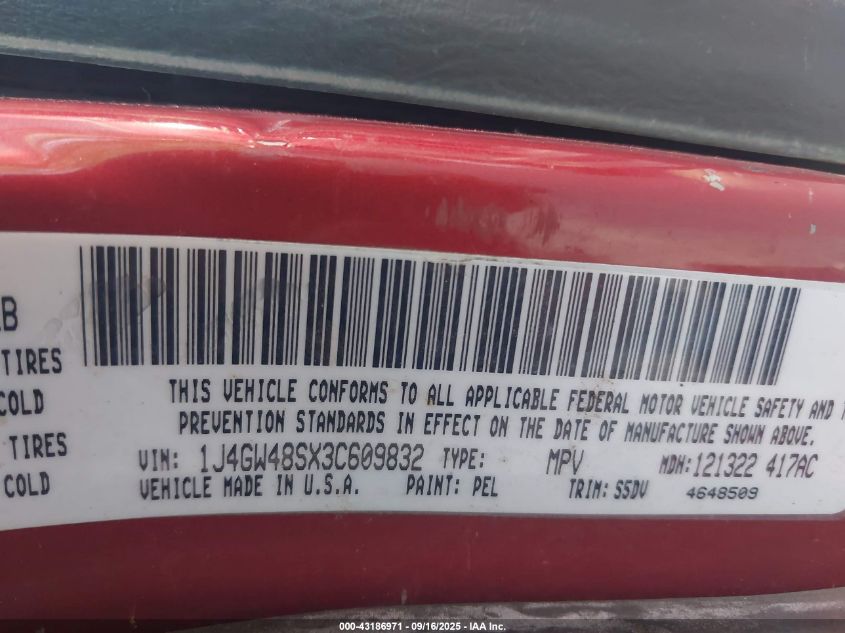 B
TIRES
COLD
TIRES
COLD
THIS VEHICLE CONFORMS TO ALL APPLICABLE FEDERAL MOTOR VEHICLE SAFETY AND
PREVENTION STANDARDS IN EFFECT ON THE DATE OF MANUFACTURE SHOWN ABOVE.
VIN: 1J4GW48SX3C609832 TYPE: MPV MDH:121322 417AC
VEHICLE MADE IN U.S.A. PAINT: PEL TRIM: S5DV 4648509
000-43186971 - 09/16/2025 - IAA Inc.